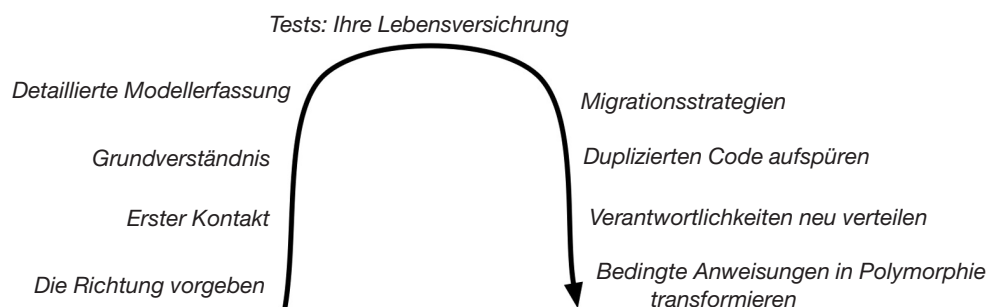 Tests: Ihre Lebensversichrung
Detaillierte Modellerfassung
Migrationsstrategien
Grundverständnis
Duplizierten Code aufspüren
Erster Kontakt
Verantwortlichkeiten neu verteilen
Die Richtung vorgeben
Bedingte Anweisungen in Polymorphie
transformieren